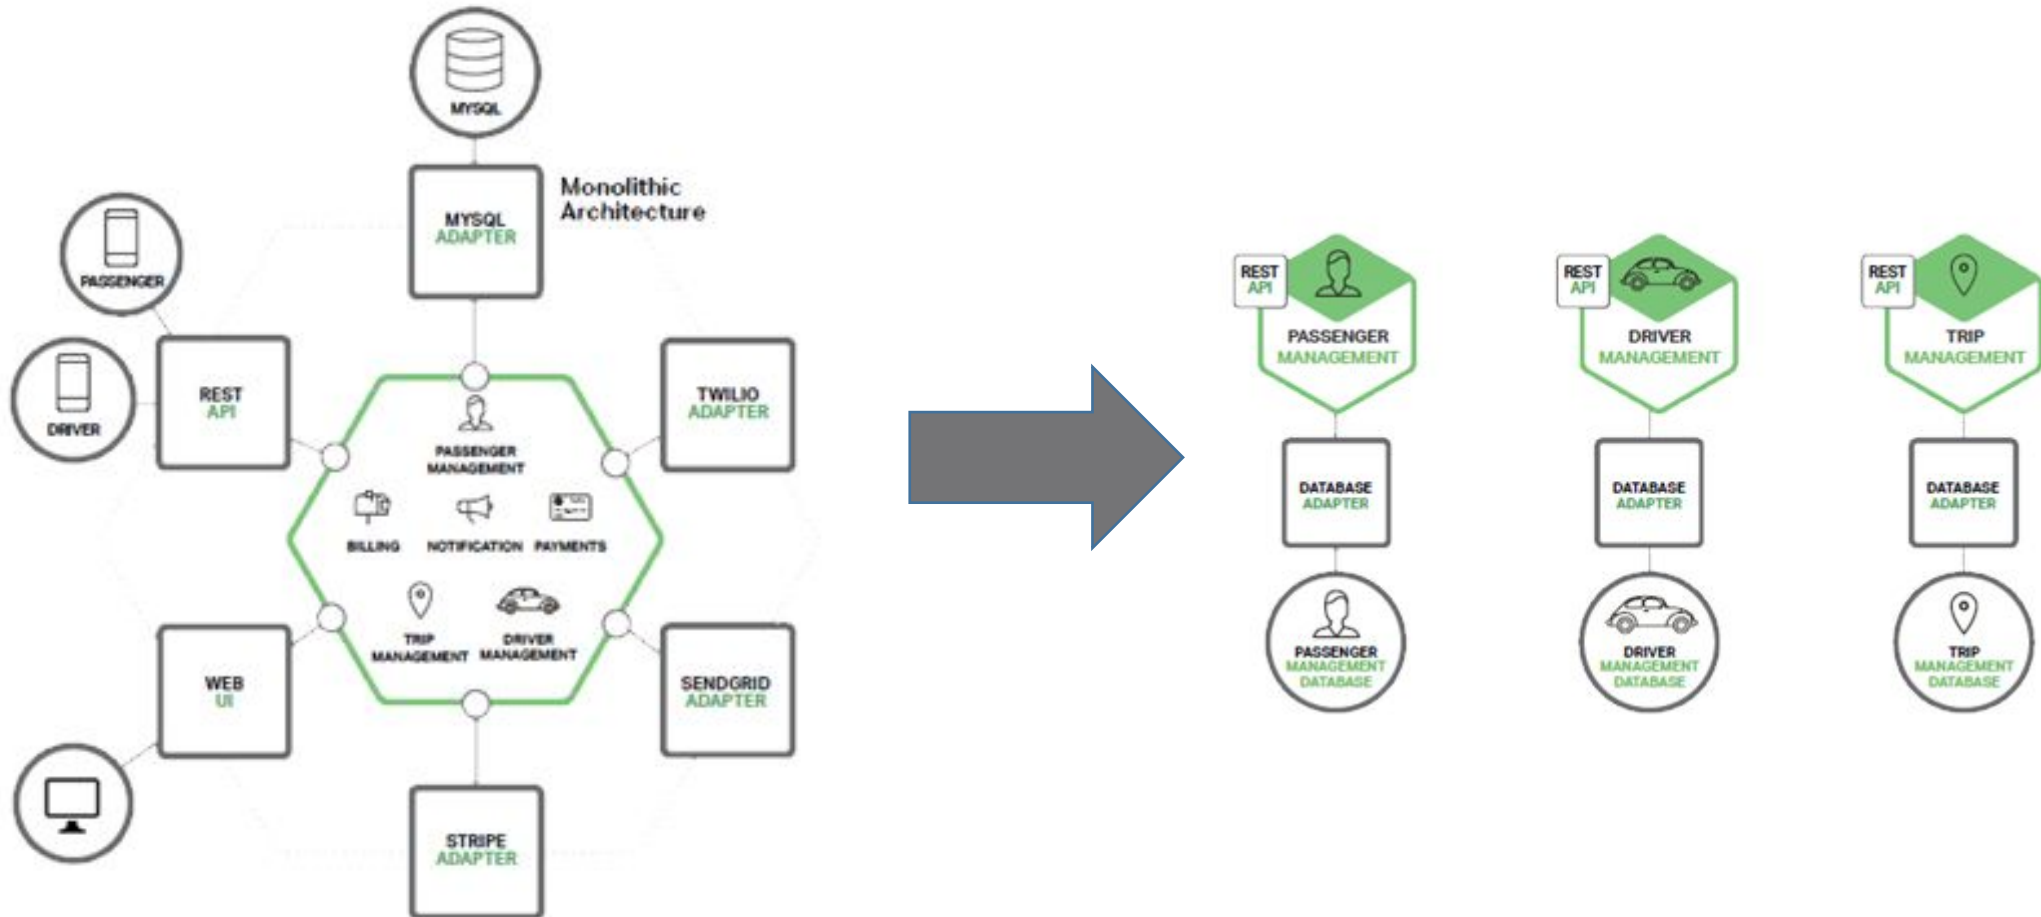 MYSQL
MYSQL
ADAPTER
Monolithic
Architecture
PASSENGER
DRIVER
REST
API
TWILIO
ADAPTER
PASSENGER
MANAGEMENT
BILLING
NOTIFICATION
PAYMENTS
TRIP
MANAGEMENT
DRIVER
MANAGEMENT
WEB
UI
SENDGRID
ADAPTER
STRIPE
ADAPTER
REST
API
PASSENGER
MANAGEMENT
DATABASE
ADAPTER
PASSENGER
MANAGEMENT
DATABASE
REST
API
DRIVER
MANAGEMENT
DATABASE
ADAPTER
DRIVER
MANAGEMENT
DATABASE
REST
API
TRIP
MANAGEMENT
DATABASE
ADAPTER
TRIP
MANAGEMENT
DATABASE